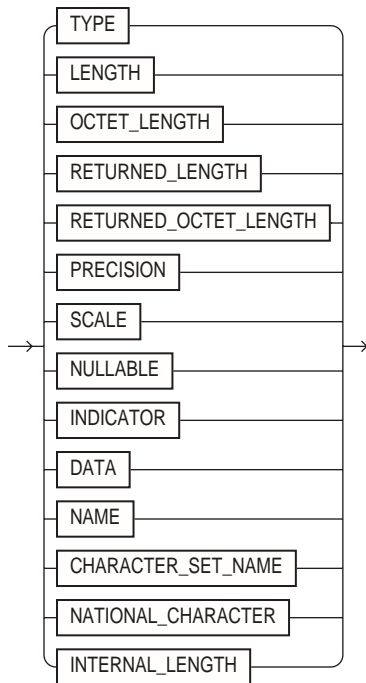 TYPE
LENGTH
OCTET_LENGTH
RETURNED_LENGTH
RETURNED_OCTET_LENGTH
PRECISION
SCALE
NULLABLE
INDICATOR
DATA
NAME
CHARACTER_SET_NAME
NATIONAL_CHARACTER
INTERNAL_LENGTH